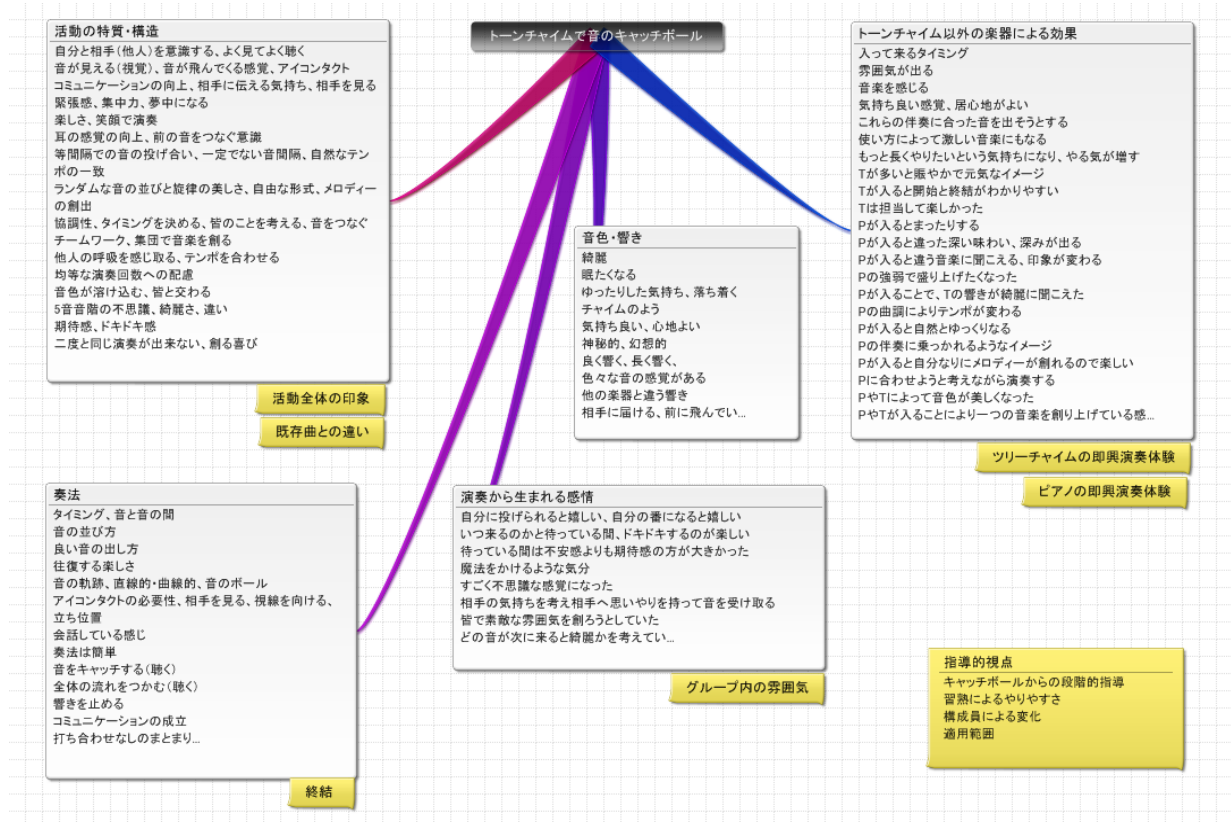 トーンチャイムで音のキャッチボール
活動の特質・構造
自分と相手(他人)を意識する、よく見てよく聴く
音が見える(視覚)、音が飛んでくる感覚、アイコンタクト
コミュニケーションの向上、相手に伝える気持ち、相手を見る
緊張感、集中力、夢中になる
楽しさ、笑顔で演奏
耳の感覚の向上、前の音をつなぐ意識
等間隔での音の投げ合い、一定でない音間隔、自然なテン
ポの一致
ランダムな音の並びと旋律の美しさ、自由な形式、メロディー
の創出
協調性、タイミングを決める、皆のことを考える、音をつなぐ
チームワーク、集団で音楽を創る
他人の呼吸を感じ取る、テンポを合わせる
均等な演奏回数への配慮
音色が溶け込む、皆と交わる
5音音階の不思議、綺麗さ、違い
期待感、ドキドキ感
二度と同じ演奏が出来ない、創る喜び
活動全体の印象
既存曲との違い
音色・響き
綺麗
眠たくなる
ゆったりした気持ち、落ち着く
チャイムのよう
気持ち良い、心地よい
神秘的、幻想的
良く響く、長く響く、
色々な音の感覚がある
他の楽器と違う響き
相手に届ける、前に飛んでい...
トーンチャイム以外の楽器による効果
入って来るタイミング
雰囲気が出る
音楽を感じる
気持ち良い感覚、居心地がよい
これらの伴奏に合った音を出そうとする
使い方によって激しい音楽にもなる
もっと長くやりたいという気持ちになり、やる気が増す
Tが多いと賑やかで元気なイメージ
Tが入ると開始と終結がわかりやすい
Tは担当して楽しかった
Pが入るとまったりする
Pが入ると違った深い味わい、深みが出る
Pが入ると違う音楽に聞こえる、印象が変わる
Pの強弱で盛り上げたくなった
Pが入ることで、Tの響きが綺麗に聞こえた
Pの曲調によりテンポが変わる
Pが入ると自然とゆっくりなる
Pの伴奏に乗っかれるようなイメージ
Pが入ると自分なりにメロディーが創れるので楽しい
Pに合わせようと考えながら演奏する
PやTによって音色が美しくなった
PやTが入ることにより一つの音楽を創り上げている感...
ツリーチャイムの即興演奏体験
ピアノの即興演奏体験
奏法
タイミング、音と音の間
音の並び方
良い音の出し方
往復する楽しさ
音の軌跡、直線的・曲線的、音のボール
アイコンタクトの必要性、相手を見る、視線を向ける、
立ち位置
会話している感じ
奏法は簡単
音をキャッチする(聴く)
全体の流れをつかむ(聴く)
響きを止める
コミュニケーションの成立
打ち合わせなしのまとまり...
終結
演奏から生まれる感情
自分に投げられると嬉しい、自分の番になると嬉しい
いつ来るのかと待っている間、ドキドキするのが楽しい
待っている間は不安感よりも期待感の方が大きかった
魔法をかけるような気分
すごく不思議な感覚になった
相手の気持ちを考え相手へ思いやりを持って音を受け取る
皆で素敵な雰囲気を創ろうとしていた
どの音が次に来ると綺麗かを考えてい...
グループ内の雰囲気
指導的視点
キャッチボールからの段階的指導
習熟によるやりやすさ
構成員による変化
適用範囲